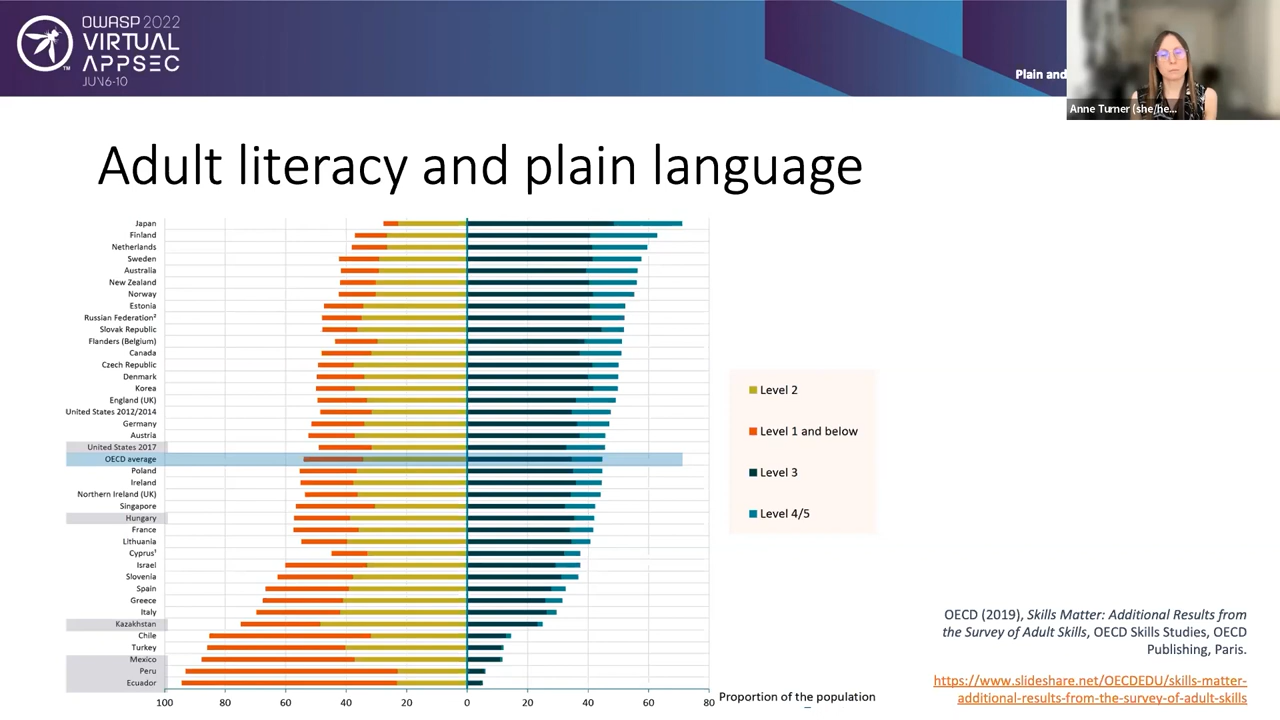 OWASP 2022
VIRTUAL
APPSEC
JUN 6-10
TM
Plain and
Anne Turner (she/he...
Adult literacy and plain language
Japan
Finland
Netherlands
Sweden
Australia
New Zealand
Norway
Estonia
Russian Federation²
Slovak Republic
Flanders (Belgium)
Canada
Czech Republic
Denmark
Korea
England (UK)
United States 2012/2014
Germany
Austria
United States 2017
OECD average
Poland
Ireland
Northern Ireland (UK)
Singapore
Hungary
France
Lithuania
Cyprus¹
Israel
Slovenia
Spain
Greece
Italy
Kazakhstan
Chile
Turkey
Mexico
Peru
Ecuador
100 80 60 40 20 0 20 40 60 80
Proportion of the population
Level 2
Level 1 and below
Level 3
Level 4/5
OECD (2019), Skills Matter: Additional Results from
the Survey of Adult Skills, OECD Skills Studies, OECD
Publishing, Paris.
https://www.slideshare.net/OECDEDU/skills-matter-
additional-results-from-the-survey-of-adult-skills